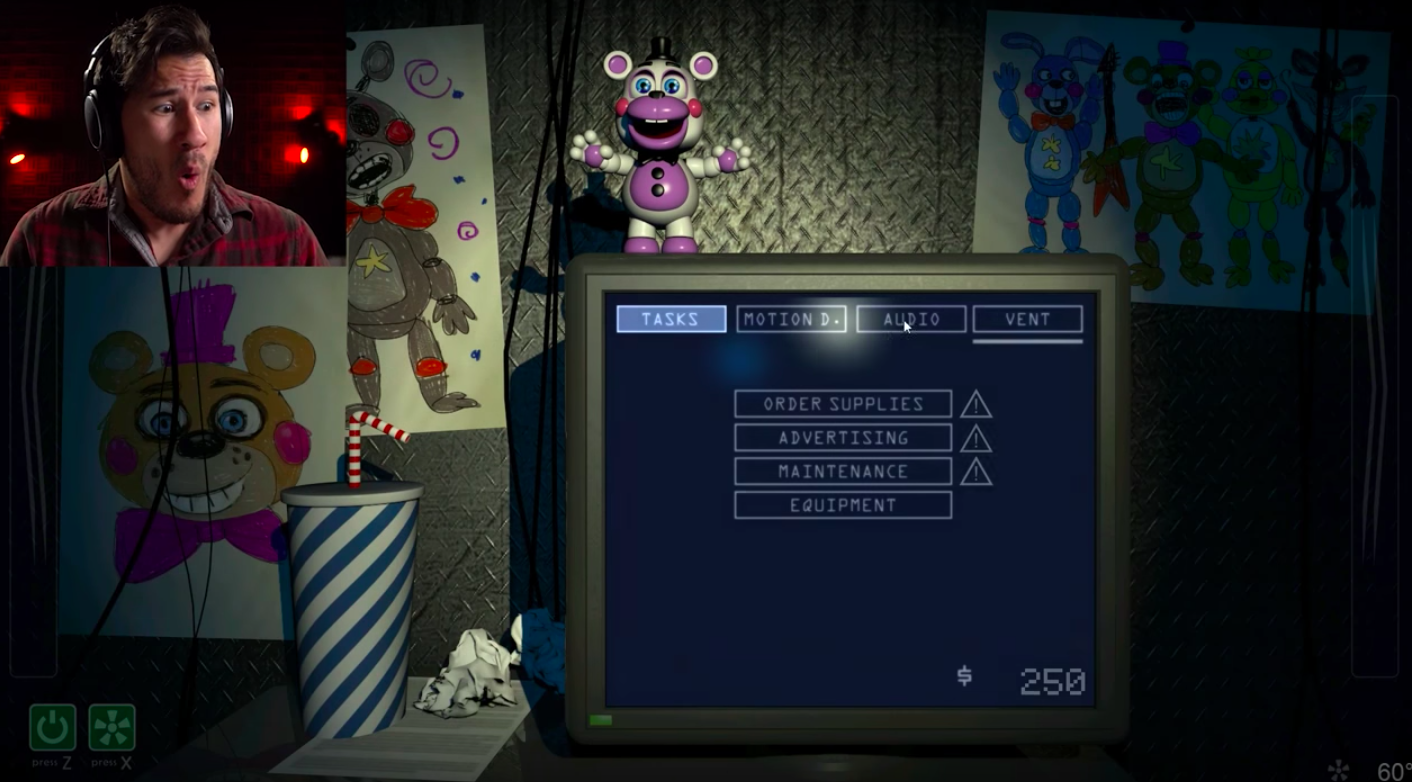 TASKS
MOTION D.
AUDIO
VENT
ORDER SUPPLIES
ADVERTISING
MAINTENANCE
EQUIPMENT
$ 250
press Z
press X
60°